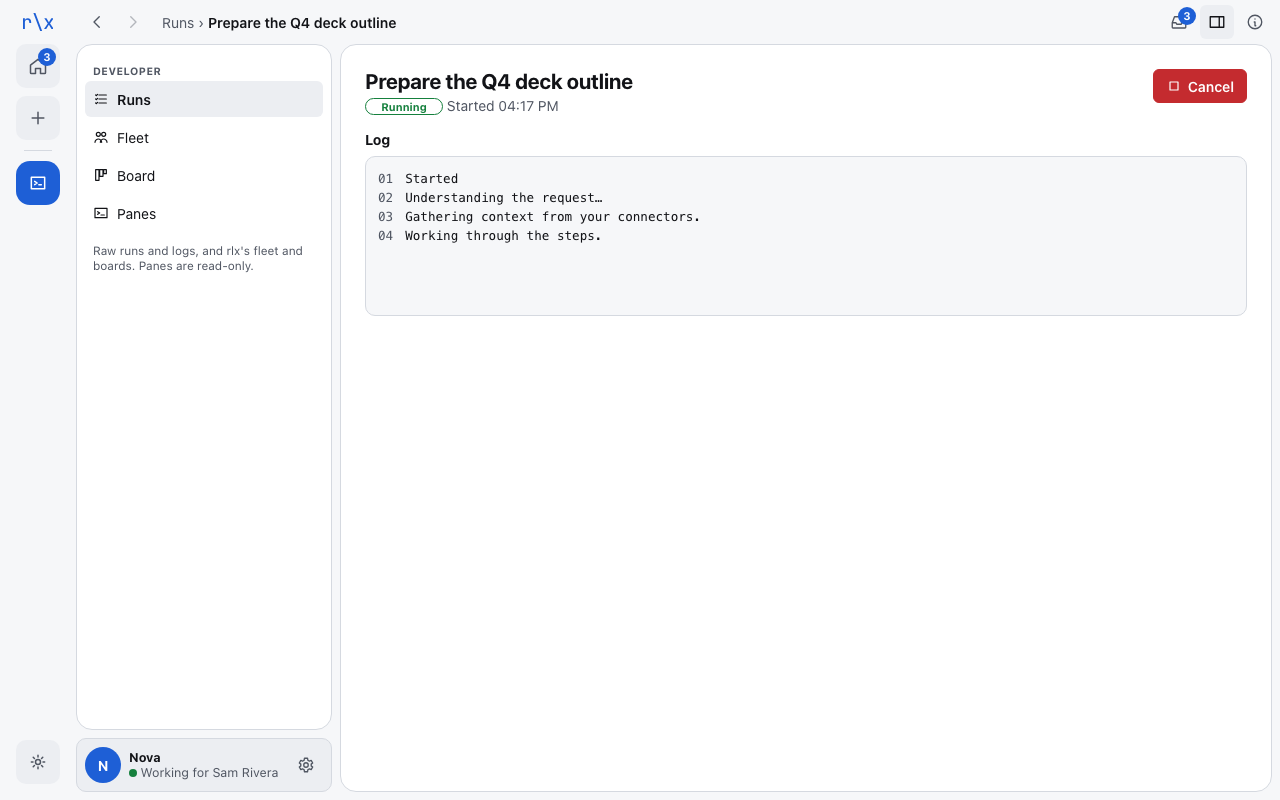 r\x
Runs › Prepare the Q4 deck outline
3
3
DEVELOPER
Runs
Fleet
Board
Panes
Raw runs and logs, and rlx's fleet and
boards. Panes are read-only.
Prepare the Q4 deck outline
Cancel
Running Started 04:17 PM
Log
01 Started
02 Understanding the request…
03 Gathering context from your connectors.
04 Working through the steps.
N
Nova
Working for Sam Rivera